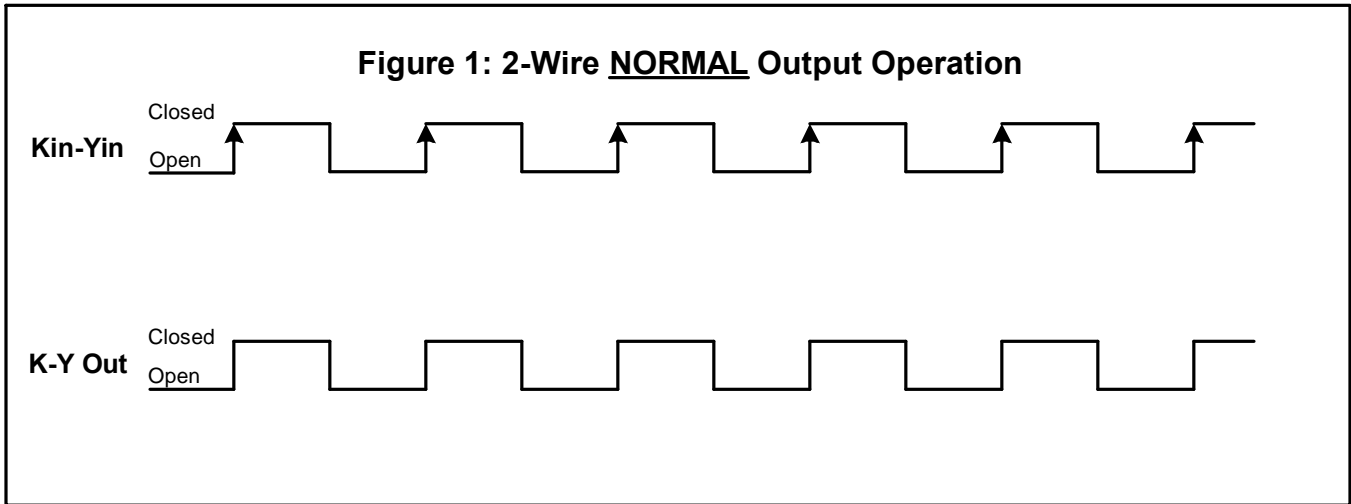 Figure 1: 2-Wire NORMAL Output Operation
Closed
Kin-Yin
Open
Closed
K-Y Out
Open